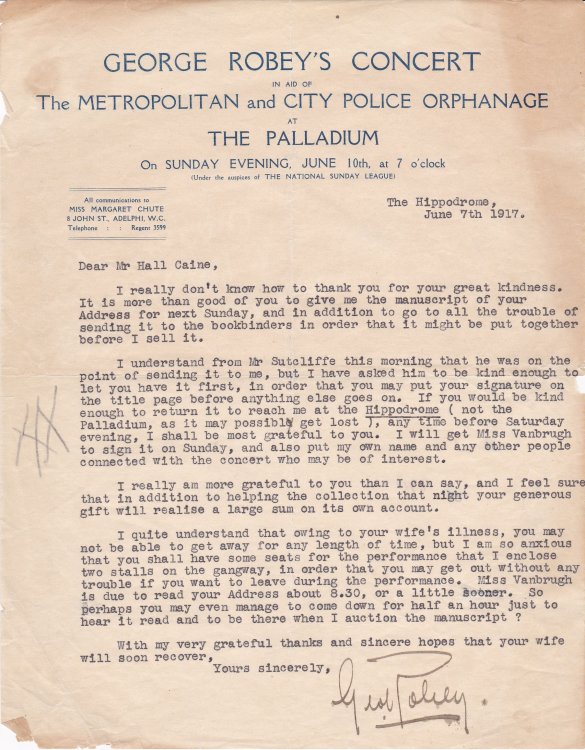 GEORGE ROBEY'S CONCERT
IN AID OF
The METROPOLITAN and CITY POLICE ORPHANAGE
AT
THE PALLADIUM
On SUNDAY EVENING, JUNE 10th, at 7 o'clock
(Under the auspices of THE NATIONAL SUNDAY LEAGUE)
All communications to
MISS MARGARET CHUTE
8 JOHN ST., ADELPHI, W.C.
Telephone : : Regent 3599
The Hippodrome,
June 7th 1917.
Dear Mr Hall Caine,
I really don't know how to thank you for your great kindness.
It is more than good of you to give me the manuscript of your
Address for next Sunday, and in addition to go to all the trouble of
sending it to the bookbinders in order that it might be put together
before I sell it.
I understand from Mr Sutcliffe this morning that he was on the
point of sending it to me, but I have asked him to be kind enough to
let you have it first, in order that you may put your signature on
the title page before anything else goes on. If you would be kind
enough to return it to reach me at the Hippodrome ( not the
Palladium, as it may possibly get lost ), any time before Saturday
evening, I shall be most grateful to you. I will get Miss Vanbrugh
to sign it on Sunday, and also put my own name and any other people
connected with the concert who may be of interest.
I really am more grateful to you than I can say, and I feel sure
that in addition to helping the collection that night your generous
gift will realise a large sum on its own account.
I quite understand that owing to your wife's illness, you may
not be able to get away for any length of time, but I am so anxious
that you shall have some seats for the performance that I enclose
two stalls on the gangway, in order that you may get out without any
trouble if you want to leave during the performance. Miss Vanbrugh
is due to read your Address about 8.30, or a little sooner. So
perhaps you may even manage to come down for half an hour just to
hear it read and to be there when I auction the manuscript ?
With my very grateful thanks and sincere hopes that your wife
will soon recover,
Yours sincerely,
Geo Robey.